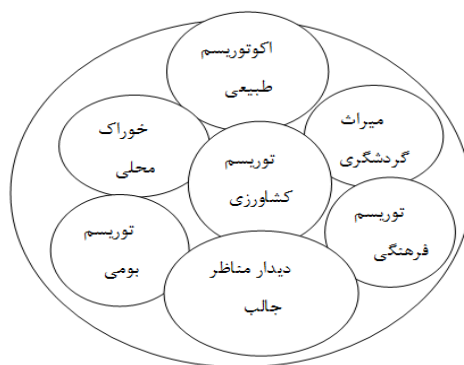 اکوتوریسم
طبیعی
میراث
گردشگری
خوراک
محلی
توریسم
کشاورزی
توریسم
فرهنگی
توریسم
بومی
دیدار مناظر
جالب